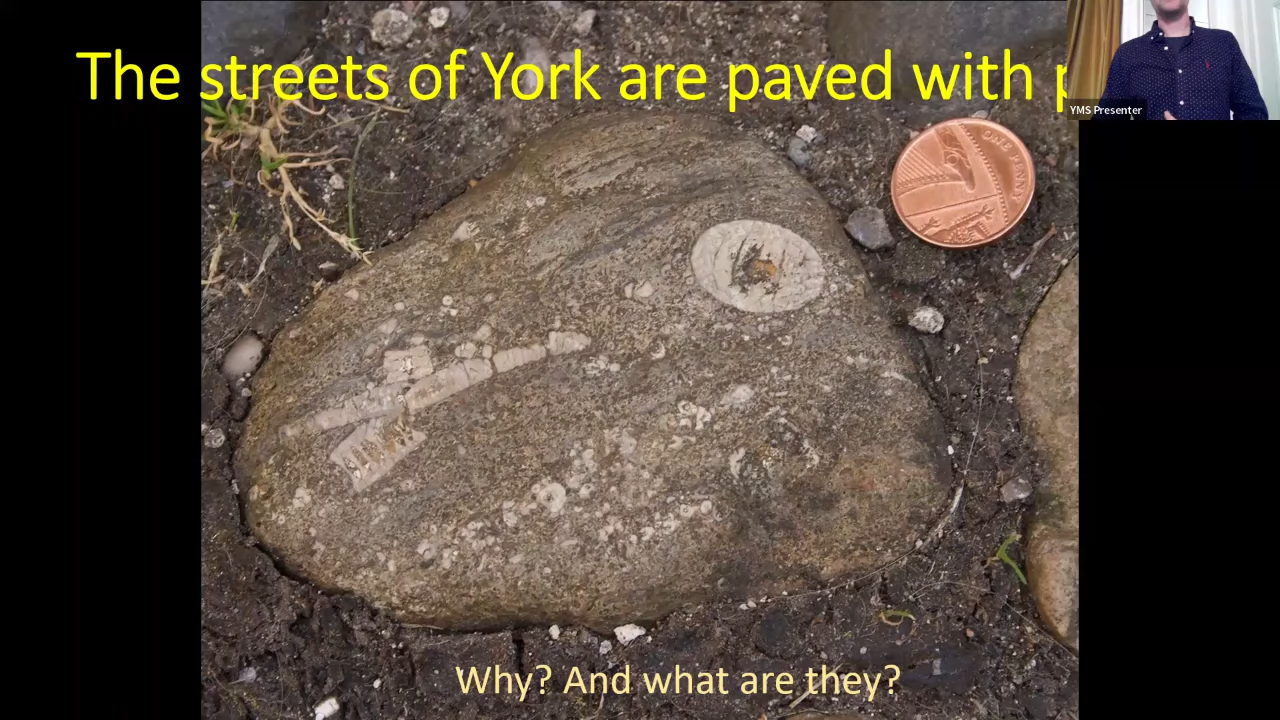 The streets of York are paved with
YMS Presenter
ONE PENNY
Why? And what are they?